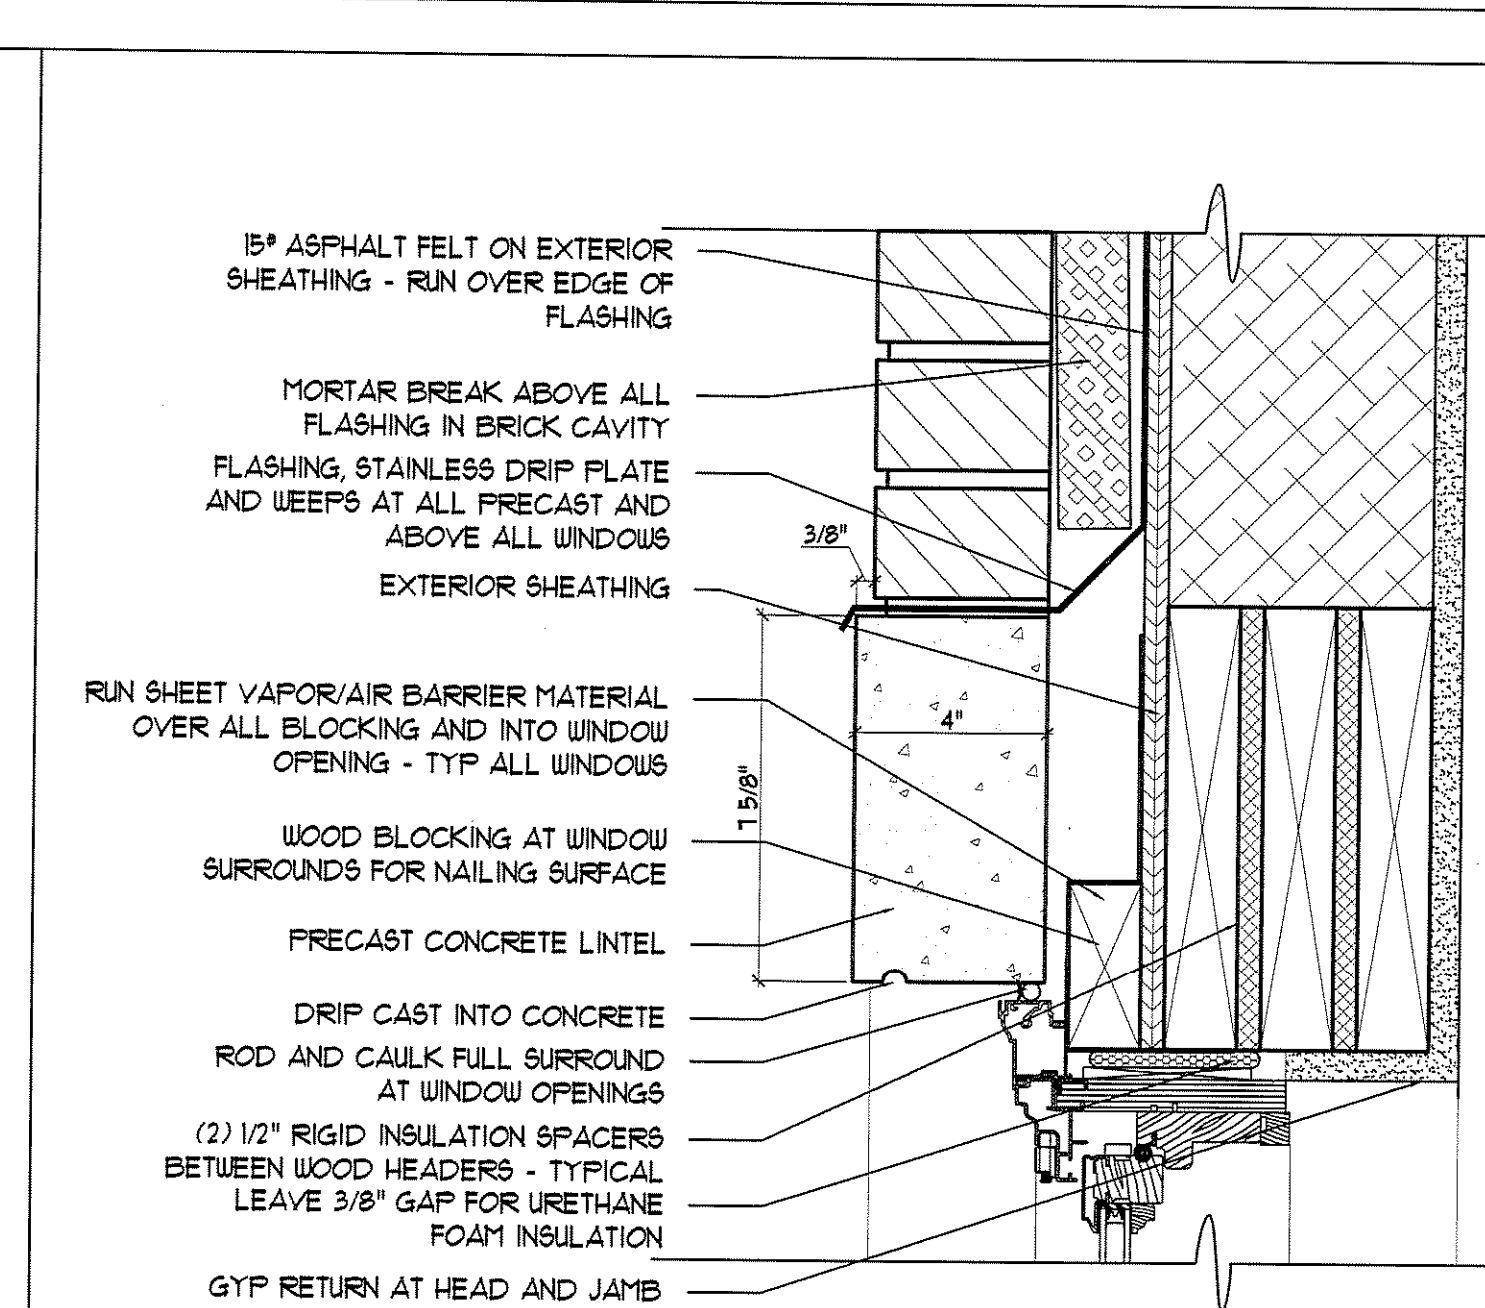 15# ASPHALT FELT ON EXTERIOR
SHEATHING - RUN OVER EDGE OF
FLASHING
MORTAR BREAK ABOVE ALL
FLASHING IN BRICK CAVITY
FLASHING, STAINLESS DRIP PLATE
AND WEEPS AT ALL PRECAST AND
ABOVE ALL WINDOWS
3/8"
EXTERIOR SHEATHING
RUN SHEET VAPOR/AIR BARRIER MATERIAL
OVER ALL BLOCKING AND INTO WINDOW
OPENING - TYP ALL WINDOWS
4"
7 5/8"
WOOD BLOCKING AT WINDOW
SURROUNDS FOR NAILING SURFACE
PRECAST CONCRETE LINTEL
DRIP CAST INTO CONCRETE
ROD AND CAULK FULL SURROUND
AT WINDOW OPENINGS
(2) 1/2" RIGID INSULATION SPACERS
BETWEEN WOOD HEADERS - TYPICAL
LEAVE 3/8" GAP FOR URETHANE
FOAM INSULATION
GYP RETURN AT HEAD AND JAMB